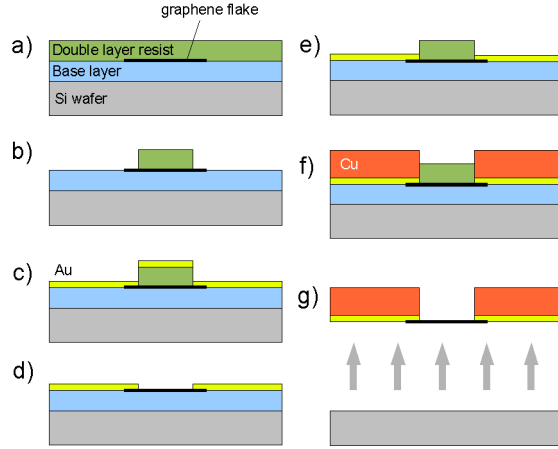 graphene flake
a)
Double layer resist
Base layer
Si wafer
b)
c)
Au
d)
e)
f)
Cu
g)